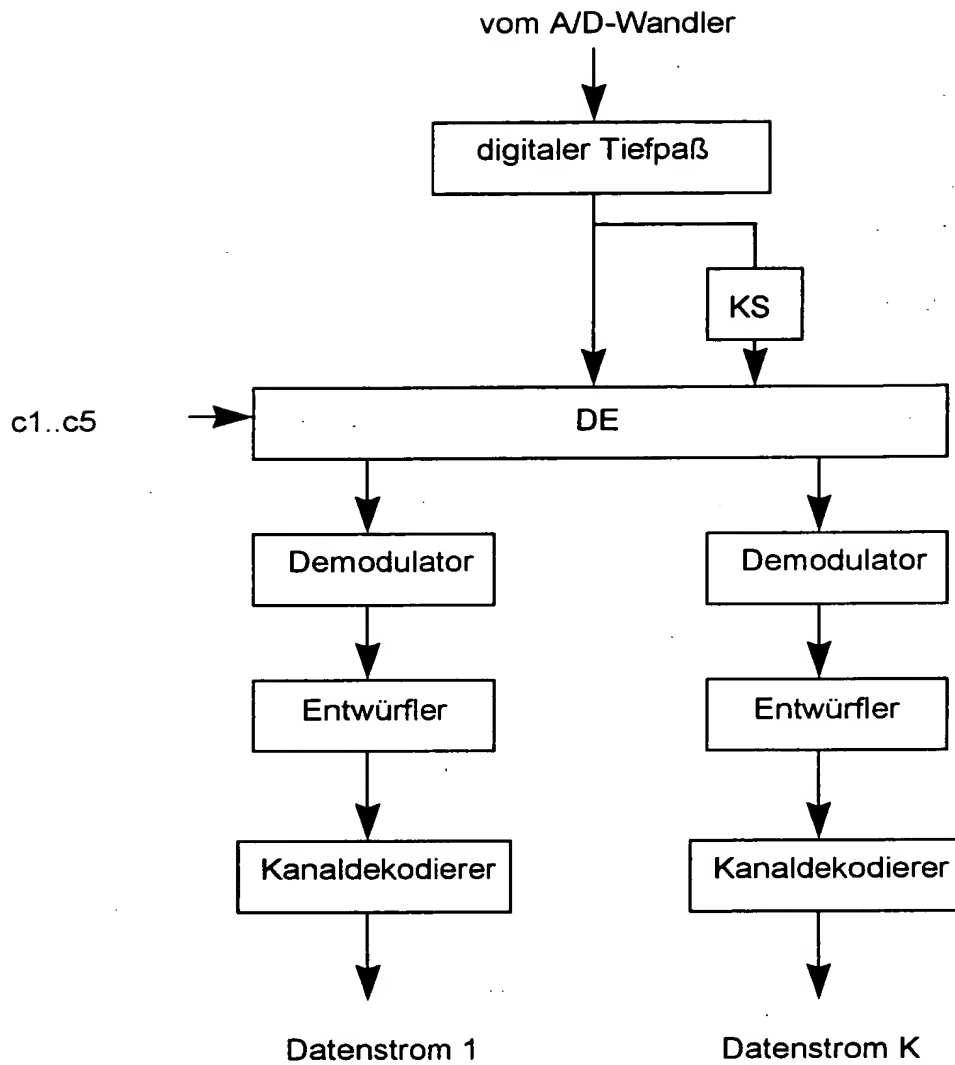 vom A/D-Wandler
digitaler Tiefpaß
KS
c1..c5
DE
Demodulator
Demodulator
Entwürfler
Entwürfler
Kanaldekodierer
Kanaldekodierer
Datenstrom 1
Datenstrom K